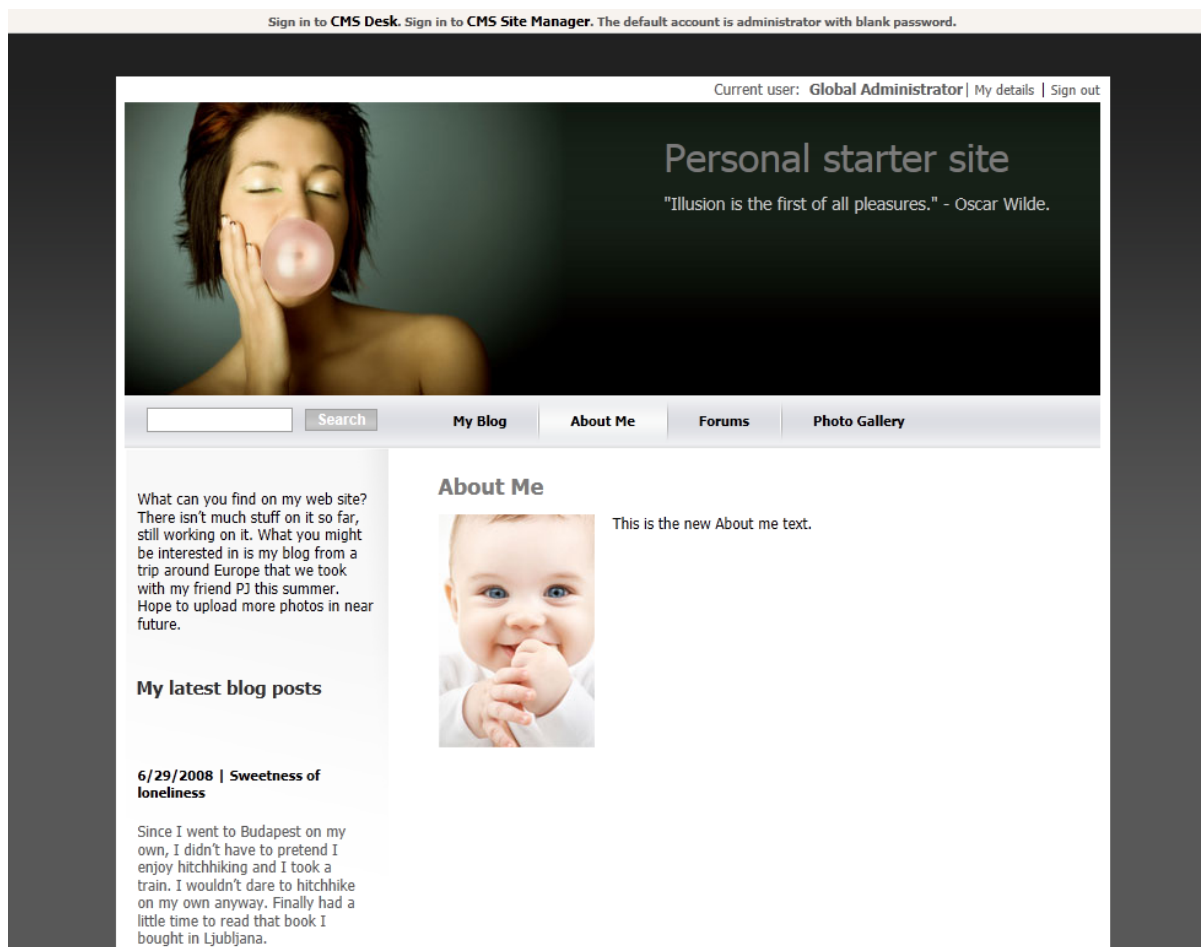 Sign in to CMS Desk. Sign in to CMS Site Manager. The default account is administrator with blank password.
Current user: Global Administrator| My details | Sign out
Personal starter site
"Illusion is the first of all pleasures." - Oscar Wilde.
Search
My Blog
About Me
Forums
Photo Gallery
What can you find on my web site?
There isn't much stuff on it so far,
still working on it. What you might
be interested in is my blog from a
trip around Europe that we took
with my friend PJ this summer.
Hope to upload more photos in near
future.
My latest blog posts
6/29/2008 | Sweetness of
loneliness
Since I went to Budapest on my
own, I didn't have to pretend I
enjoy hitchhiking and I took a
train. I wouldn't dare to hitchhike
on my own anyway. Finally had a
little time to read that book I
bought in Ljubljana.
About Me
This is the new About me text.